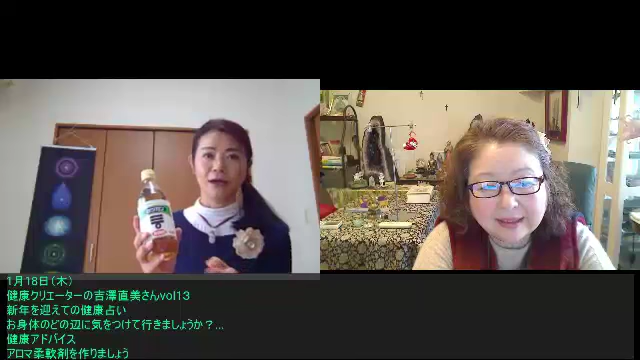 1月18日(木)
健康クリエーターの吉澤直美さんvol13
新年を迎えての健康占い
お身体のどの辺に気をつけて行きましょうか?...
健康アドバイス
アロマ柔軟剤を作りましょう